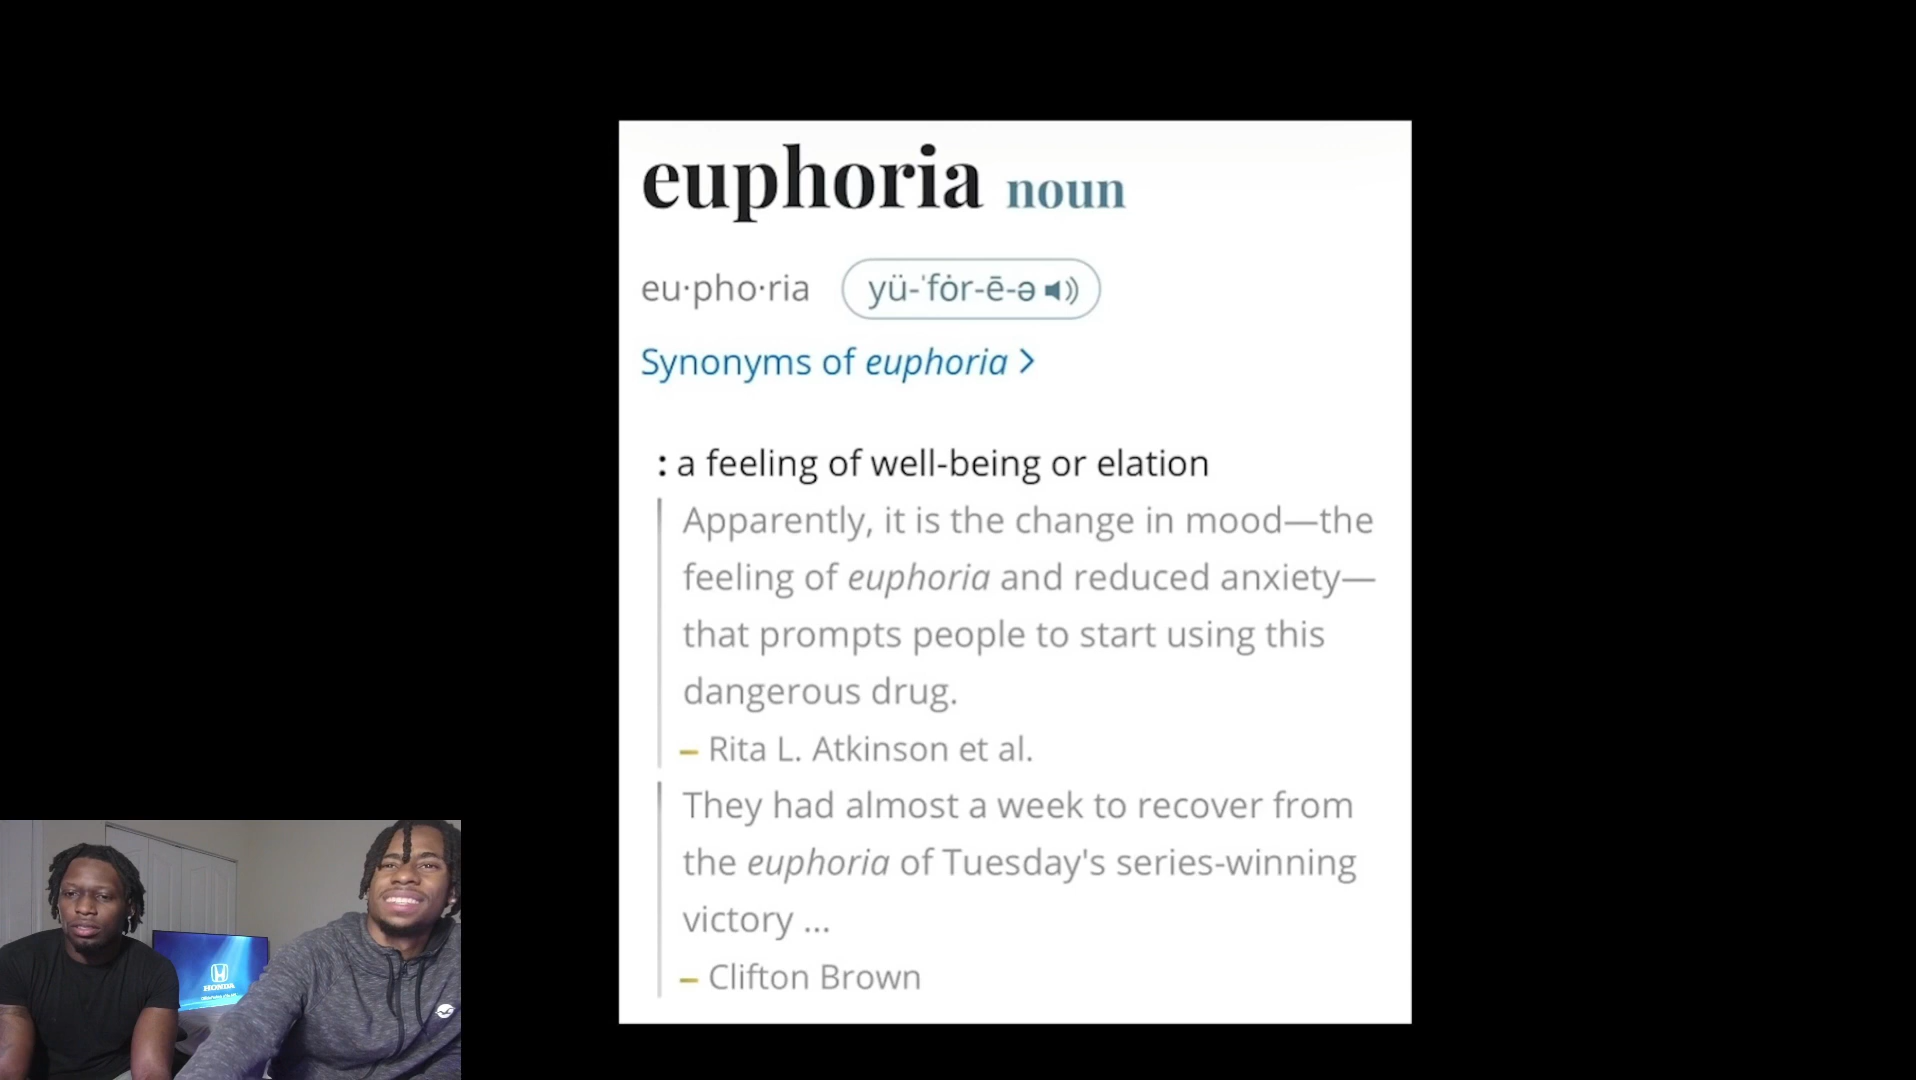 euphoria noun
eu·pho·ria yü-ˈfȯr-ē-ə
Synonyms of euphoria >
: a feeling of well-being or elation
Apparently, it is the change in mood—the
feeling of euphoria and reduced anxiety—
that prompts people to start using this
dangerous drug.
– Rita L. Atkinson et al.
They had almost a week to recover from
the euphoria of Tuesday's series-winning
victory ...
– Clifton Brown
HONDA